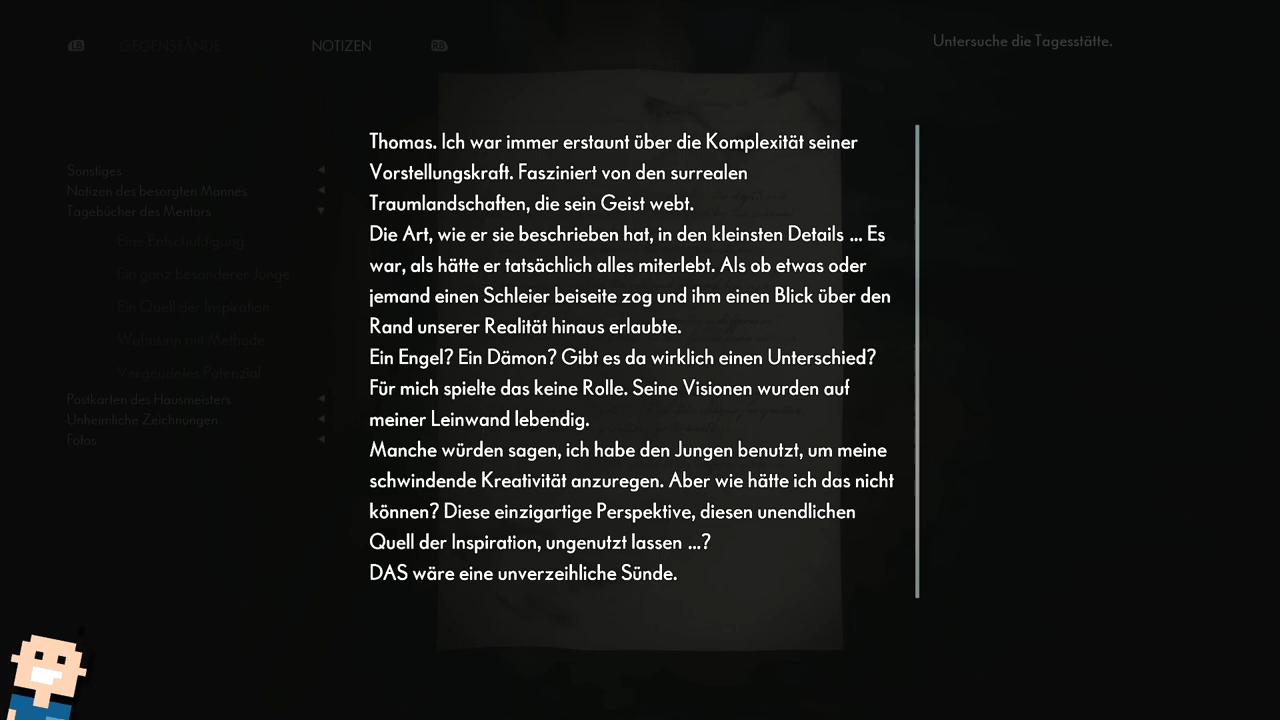 LB GEGENSTÄNDE NOTIZEN RB
Untersuche die Tagesstätte.
Sonstiges
Notizen des besorgten Mannes
Tagebücher des Mentors
Eine Entschuldigung
Ein ganz besonderer Junge
Ein Quell der Inspiration
Wahnsinn mit Methode
Vergeudetes Potenzial
Postkarten des Hausmeisters
Unheimliche Zeichnungen
Fotos
Thomas. Ich war immer erstaunt über die Komplexität seiner
Vorstellungskraft. Fasziniert von den surrealen
Traumlandschaften, die sein Geist webt.
Die Art, wie er sie beschrieben hat, in den kleinsten Details ... Es
war, als hätte er tatsächlich alles miterlebt. Als ob etwas oder
jemand einen Schleier beiseite zog und ihm einen Blick über den
Rand unserer Realität hinaus erlaubte.
Ein Engel? Ein Dämon? Gibt es da wirklich einen Unterschied?
Für mich spielte das keine Rolle. Seine Visionen wurden auf
meiner Leinwand lebendig.
Manche würden sagen, ich habe den Jungen benutzt, um meine
schwindende Kreativität anzuregen. Aber wie hätte ich das nicht
können? Diese einzigartige Perspektive, diesen unendlichen
Quell der Inspiration, ungenutzt lassen ...?
DAS wäre eine unverzeihliche Sünde.